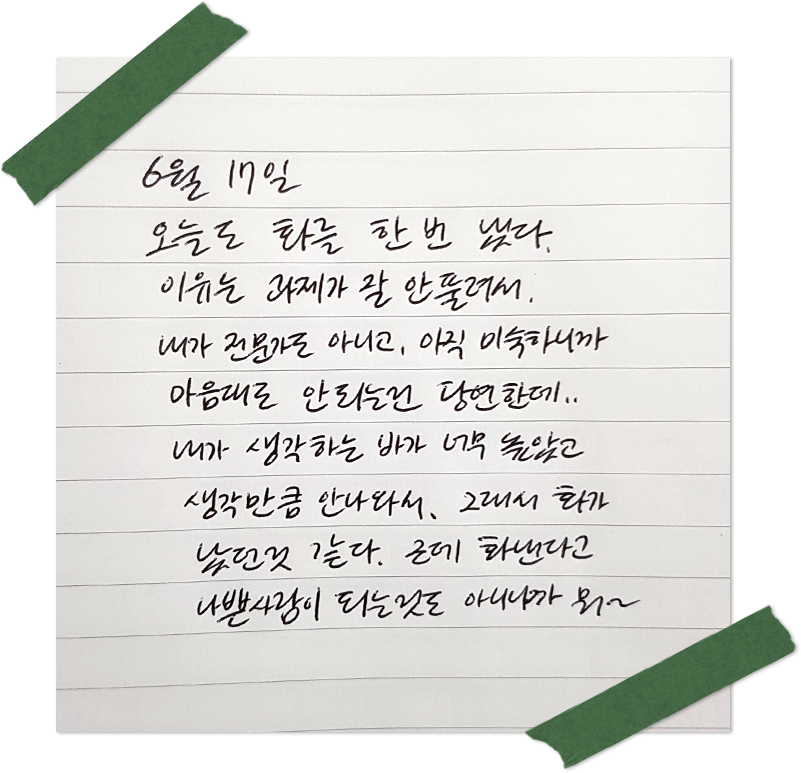 6월 17일
오늘도 화를 한 번 냈다.
이유는 과제가 잘 안풀려서.
내가 전문가도 아니고, 아직 미숙하니까
마음대로 안되는건 당연한데..
내가 생각하는 바가 너무 높았고
생각만큼 안나와서, 그래서 화가
났던것 같다. 근데 화낸다고
나쁜사람이 되는것도 아니니까 뭐~